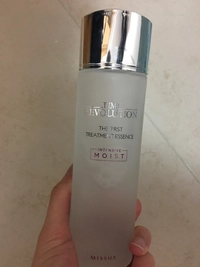 TIME
REVOLUTION
THE FIRST
TREATMENT ESSENCE
INTENSIVE
MOIST
MISSHA